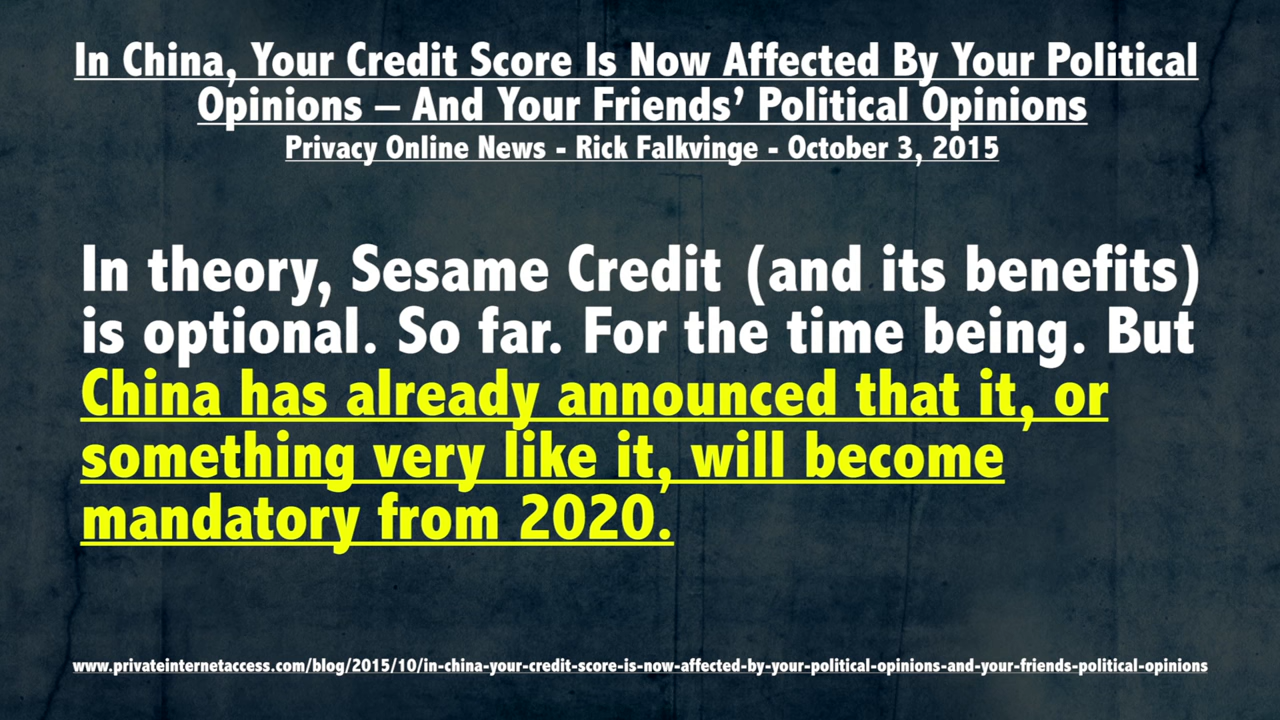 In China, Your Credit Score Is Now Affected By Your Political
Opinions – And Your Friends’ Political Opinions
Privacy Online News - Rick Falkvinge - October 3, 2015
In theory, Sesame Credit (and its benefits)
is optional. So far. For the time being. But
China has already announced that it, or
something very like it, will become
mandatory from 2020.
www.privateinternetaccess.com/blog/2015/10/in-china-your-credit-score-is-now-affected-by-your-political-opinions-and-your-friends-political-opinions